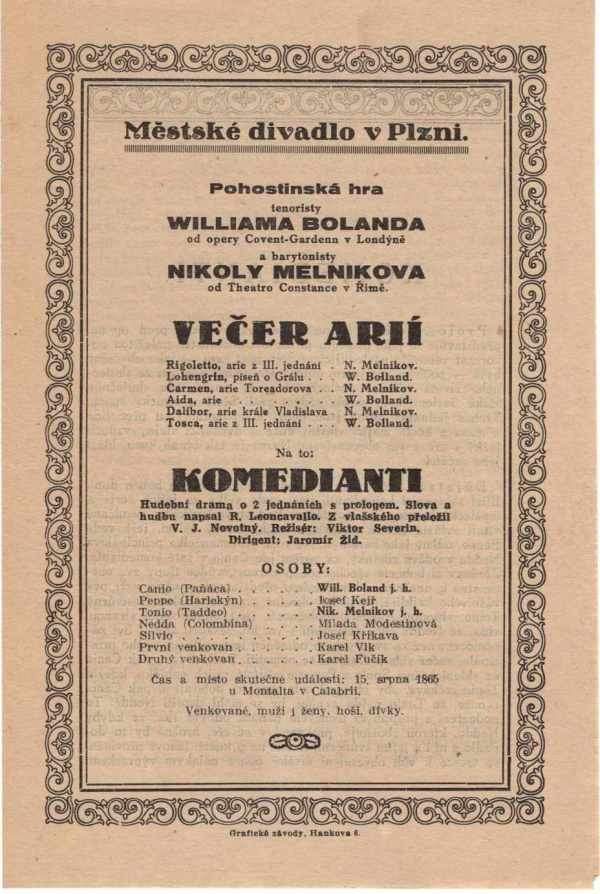 Městské divadlo v Plzni.
Pohostinská hra
tenoristy
WILLIAMA BOLANDA
od opery Covent-Gardenn v Londýně
a barytonisty
NIKOLY MELNIKOVA
od Theatro Constance v Římě.
VEČER ARIÍ
Rigoletto, arie z III. jednání . N. Melnikov.
Lohengrin, píseň o Grálu . . . W. Bolland.
Carmen, arie Toreadorova . . N. Melnikov.
Aida, arie . . . . . . . . . W. Bolland.
Dalibor, arie krále Vladislava . N. Melnikov.
Tosca, arie z III. jednání . . . W. Bolland.
Na to:
KOMEDIANTI
Hudební drama o 2 jednáních s prologem. Slova a
hudbu napsal R. Leoncavallo. Z vlašského přeložil
V. J. Novotný. Režisér: Viktor Severin.
Dirigent: Jaromír Žid.
OSOBY:
Canio (Paňáca) . . . . . . Will. Boland j. h.
Peppe (Harlekýn) . . . . . Josef Kejř
Tonio (Taddeo) . . . . . . Nik. Melnikov j. h.
Nedda (Colombina) . . . . Milada Modestinová
Silvio . . . . . . . . . . Josef Křikava
První venkovan . . . . . . Karel Vlk
Druhý venkovan . . . . . . Karel Fučík
Čas a místo skutečné události: 15. srpna 1865
u Montalta v Calabrii.
Venkované, muži i ženy, hoši, dívky.
Grafické závody, Hankova 6.